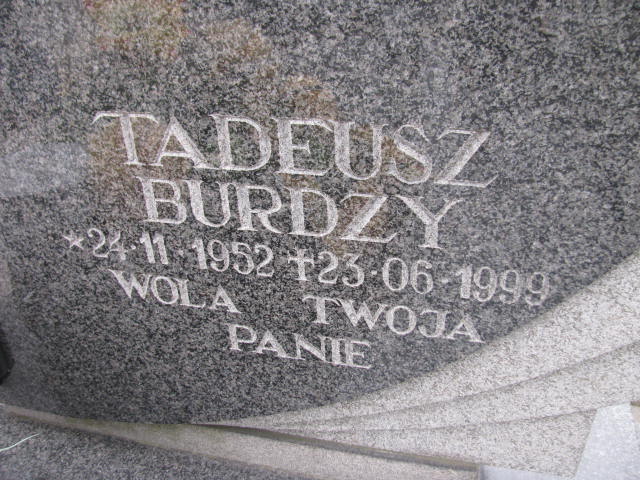 TADEUSZ
BURDZY
*24·11·1952 †23·06·1999
WOLA TWOJA
PANIE